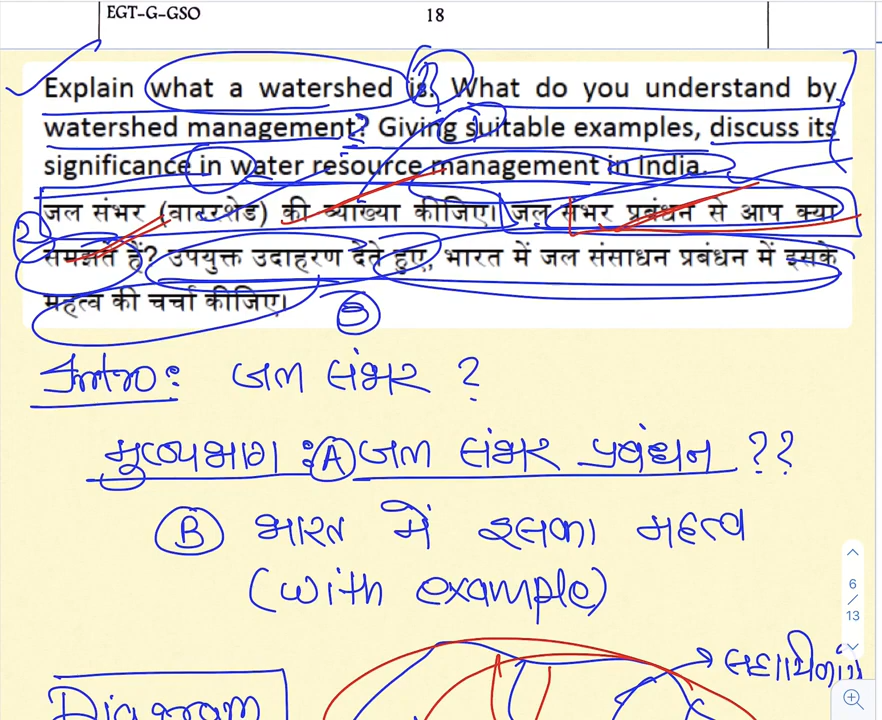 EGT-G-GSO 18
Explain what a watershed is. What do you understand by
watershed management? Giving suitable examples, discuss its
significance in water resource management in India.
जल संभर (वाटरशेड) की व्याख्या कीजिए। जल संभर प्रबंधन से आप क्या
समझते हैं? उपयुक्त उदाहरण देते हुए, भारत में जल संसाधन प्रबंधन में इसके
महत्व की चर्चा कीजिए।
Intro: जल संभर ?
मुख्य भाग : (A) जल संभर प्रबंधन ??
(B) भारत में इसका महत्व
(with example)
6
/
13
Diagram